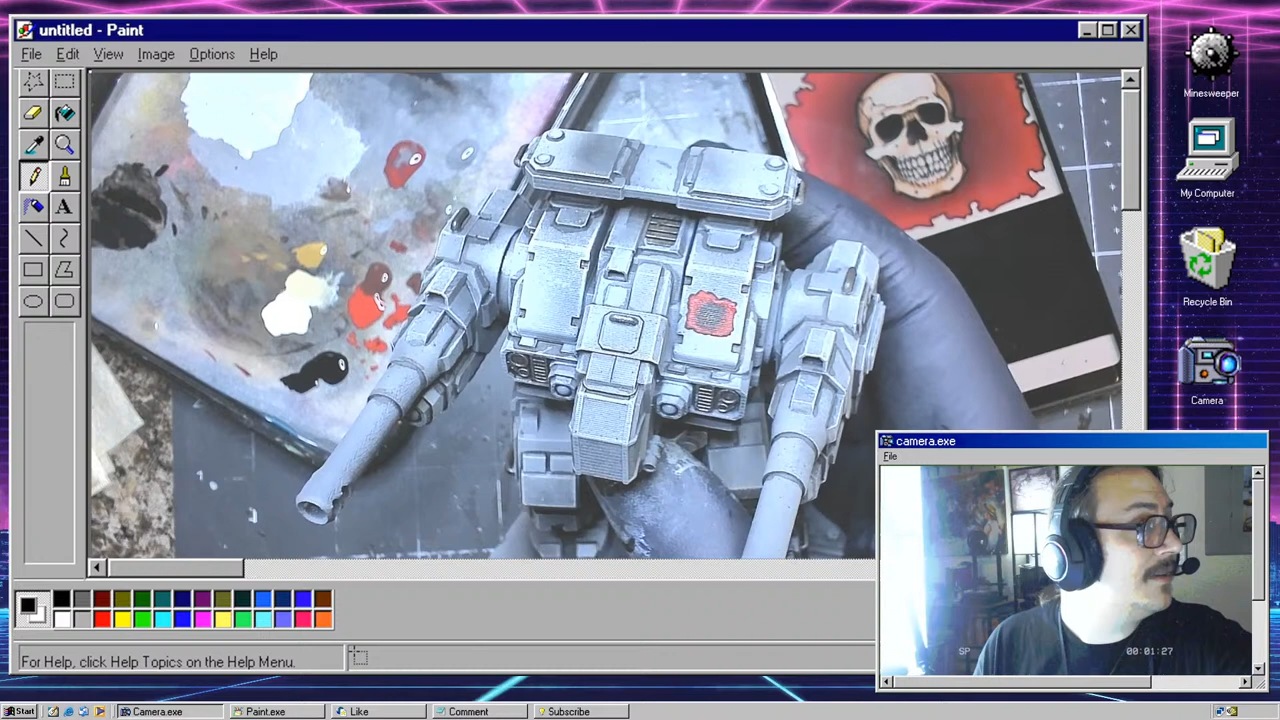 untitled - Paint
File Edit View Image Options Help
Minesweeper
My Computer
Recycle Bin
Camera
camera.exe
File
SP 00:01:27
For Help, click Help Topics on the Help Menu.
Start Camera.exe Paint.exe Like Comment Subscribe